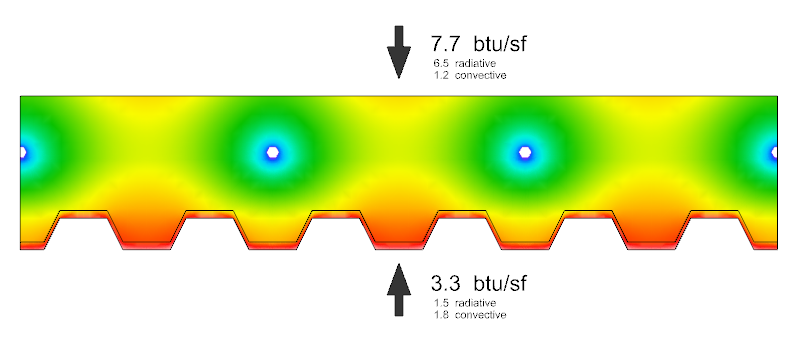 7.7 btu/sf
6.5 radiative
1.2 convective
3.3 btu/sf
1.5 radiative
1.8 convective